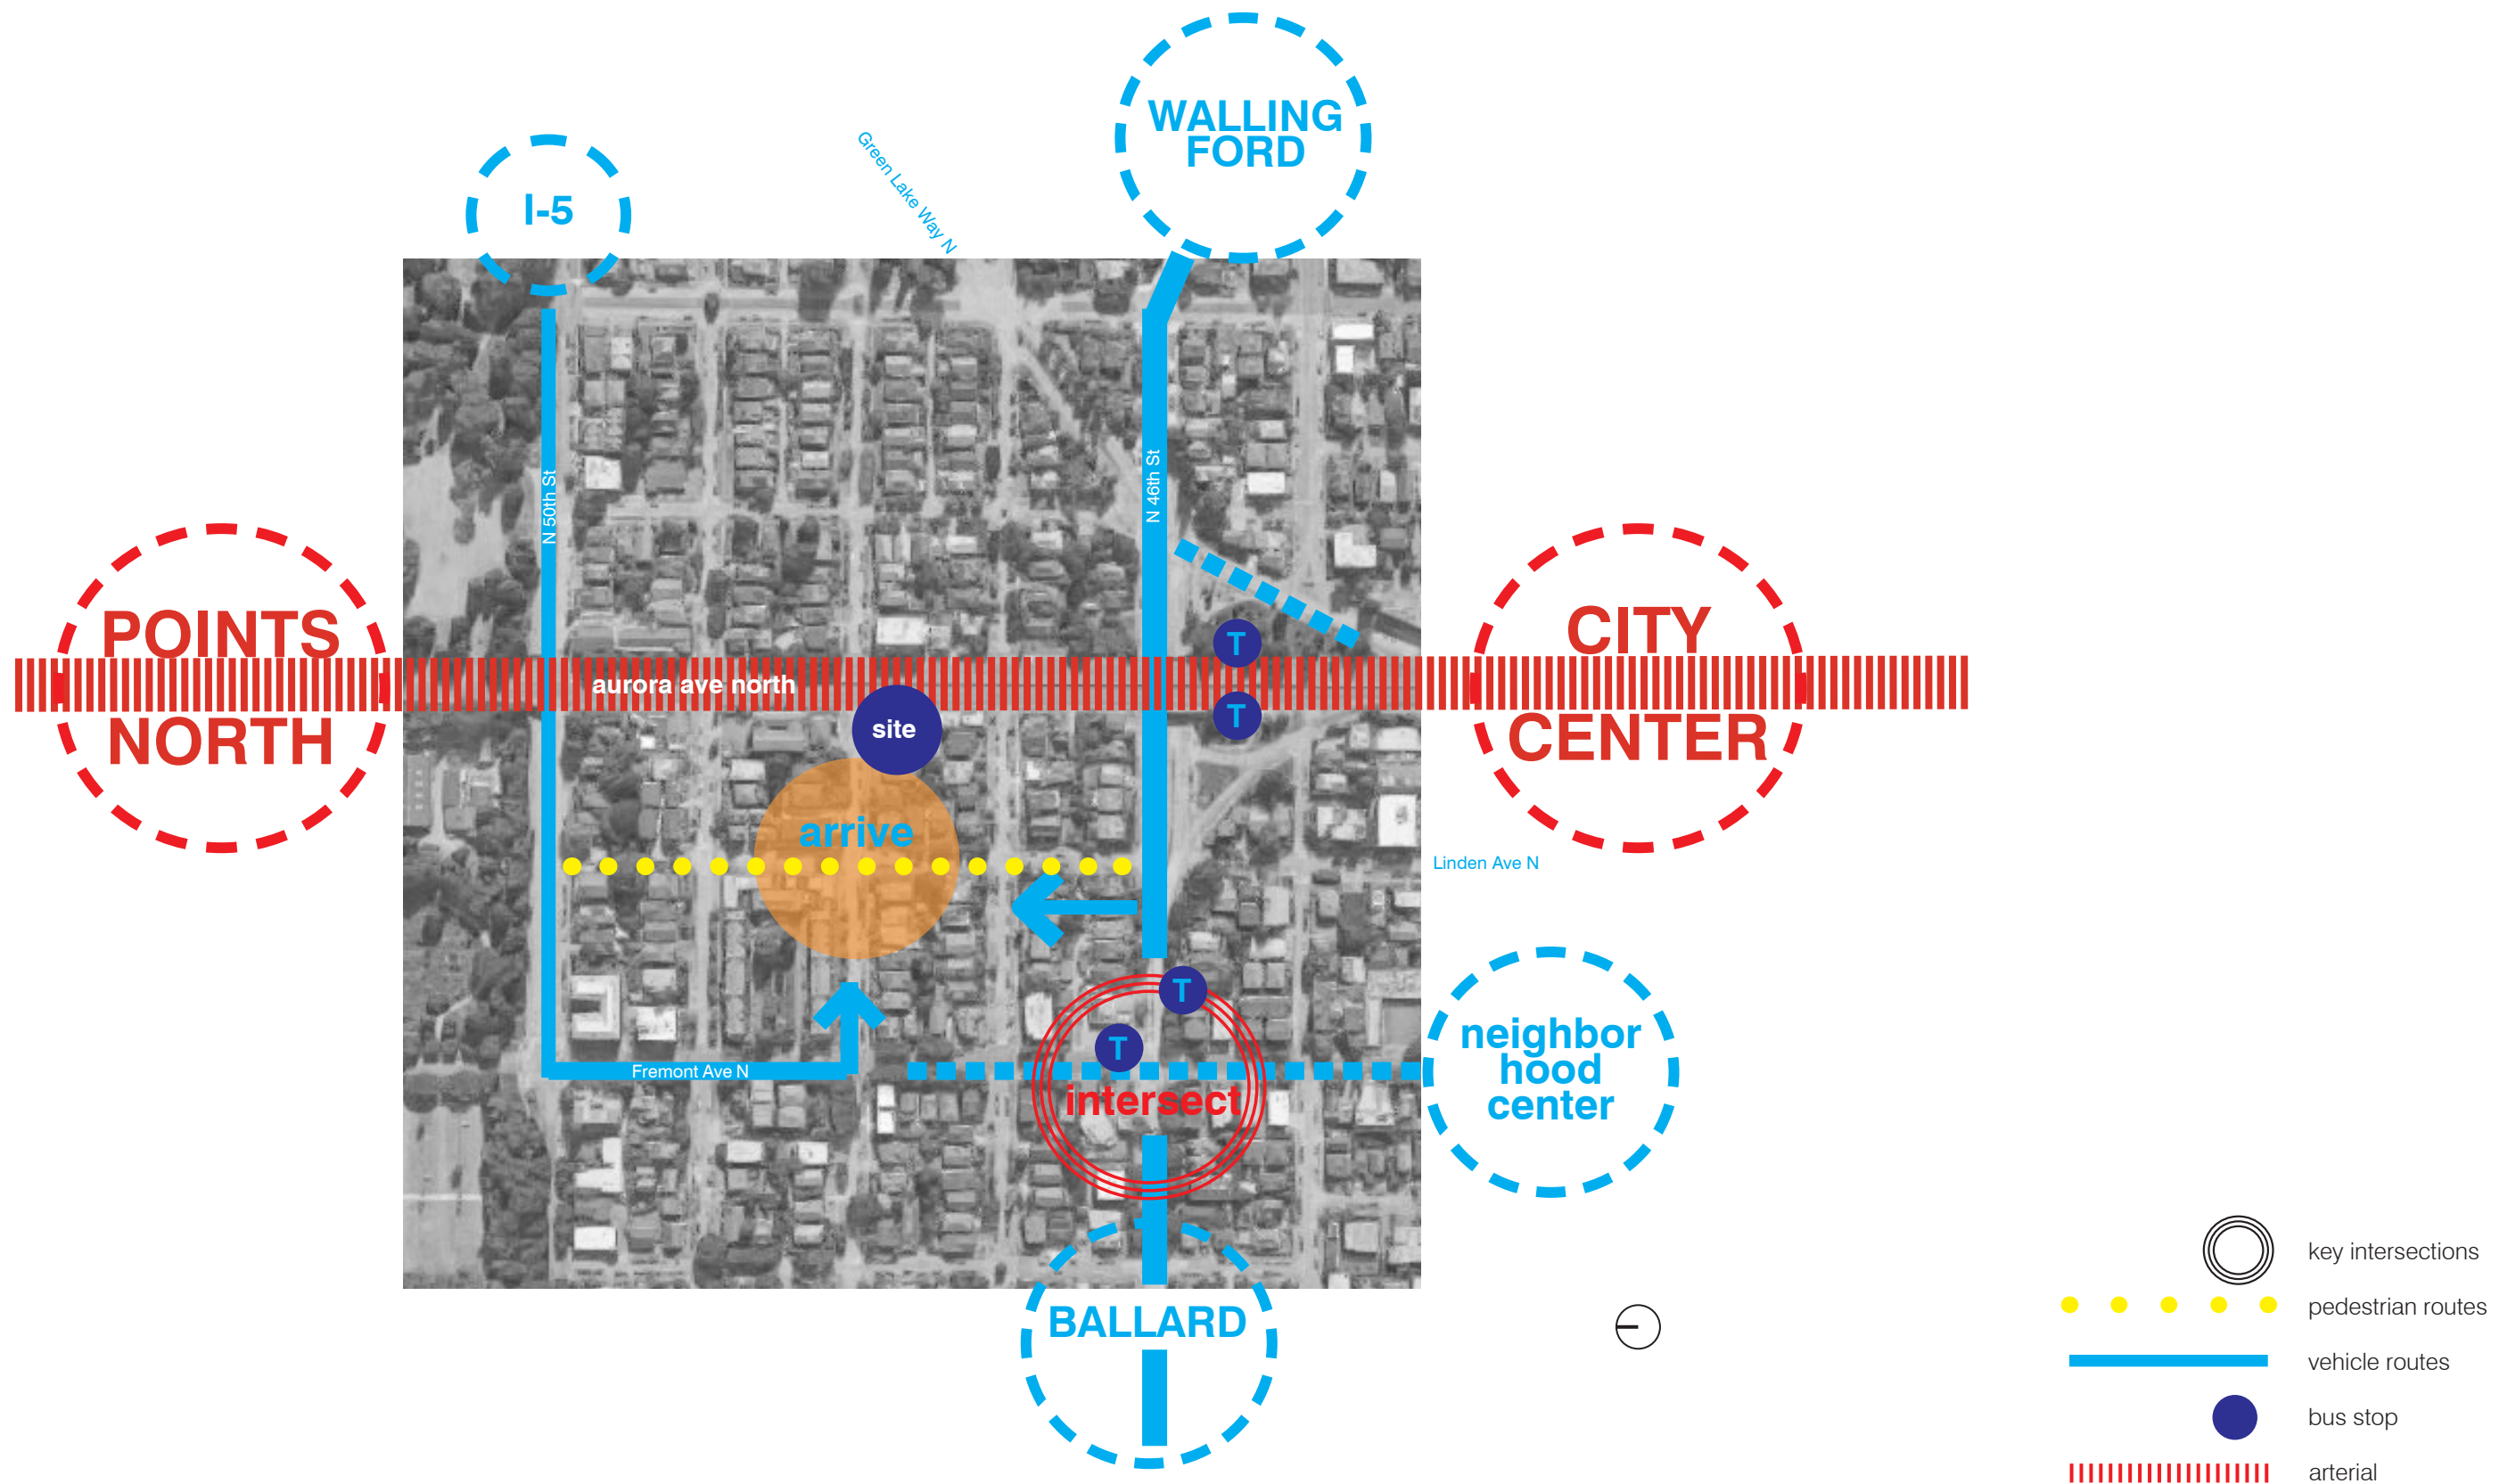 WALLING
FORD
I-5
Green Lake Way N
N 50th St
N 46th St
POINTS
NORTH
aurora ave north
CITY
CENTER
T
T
site
arrive
Linden Ave N
T
T
neighbor
hood
center
Fremont Ave N
intersect
BALLARD
key intersections
pedestrian routes
vehicle routes
bus stop
arterial